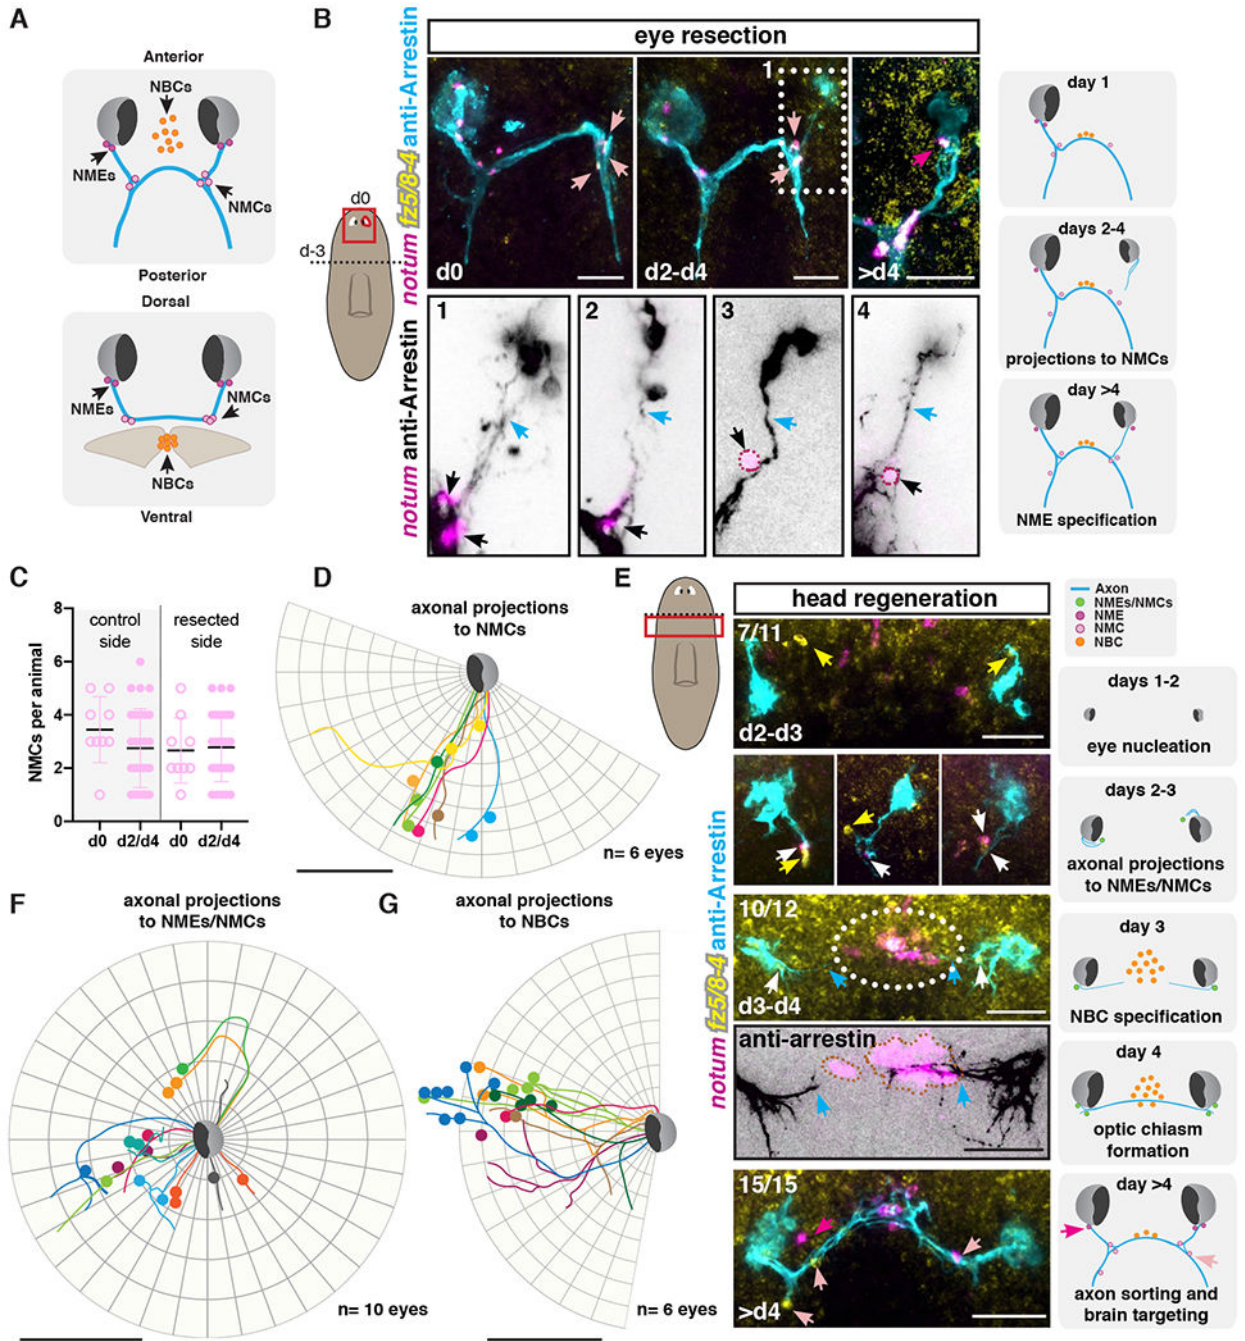 A
Anterior
NBCs
NMEs
NMCs
Posterior
Dorsal
NMEs
NMCs
NBCs
Ventral
B
eye resection
notum fz5/8-4 anti-Arrestin
d0
d-3
d0
1
d2-d4
>d4
notum anti-Arrestin
1
2
3
4
day 1
days 2-4
projections to NMCs
day >4
NME specification
C
NMCs per animal
8
6
4
2
0
control
side
resected
side
d0
d2/d4
d0
d2/d4
D
axonal projections
to NMCs
n= 6 eyes
E
head regeneration
notum fz5/8-4 anti-Arrestin
7/11
d2-d3
10/12
d3-d4
anti-arrestin
15/15
>d4
Axon
NMEs/NMCs
NME
NMC
NBC
days 1-2
eye nucleation
days 2-3
axonal projections
to NMEs/NMCs
day 3
NBC specification
day 4
optic chiasm
formation
day >4
axon sorting and
brain targeting
F
axonal projections
to NMEs/NMCs
n= 10 eyes
G
axonal projections
to NBCs
n= 6 eyes